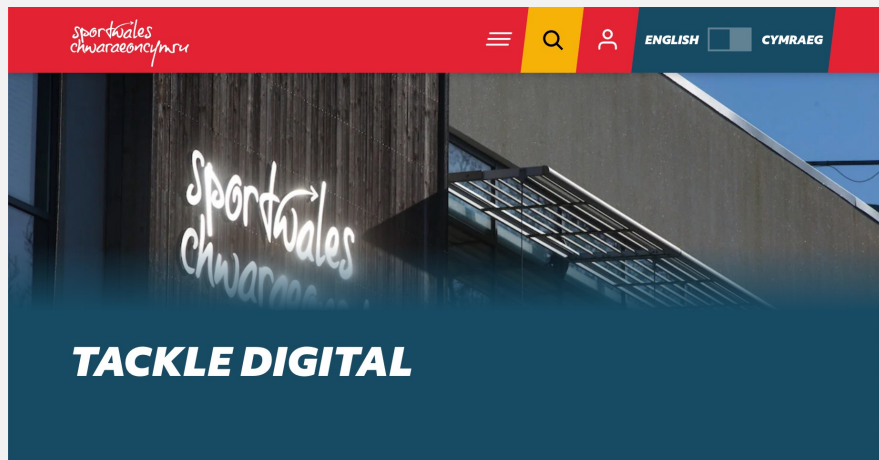 sportwales
chwaraeoncymru
ENGLISH
CYMRAEG
sportwales
TACKLE DIGITAL